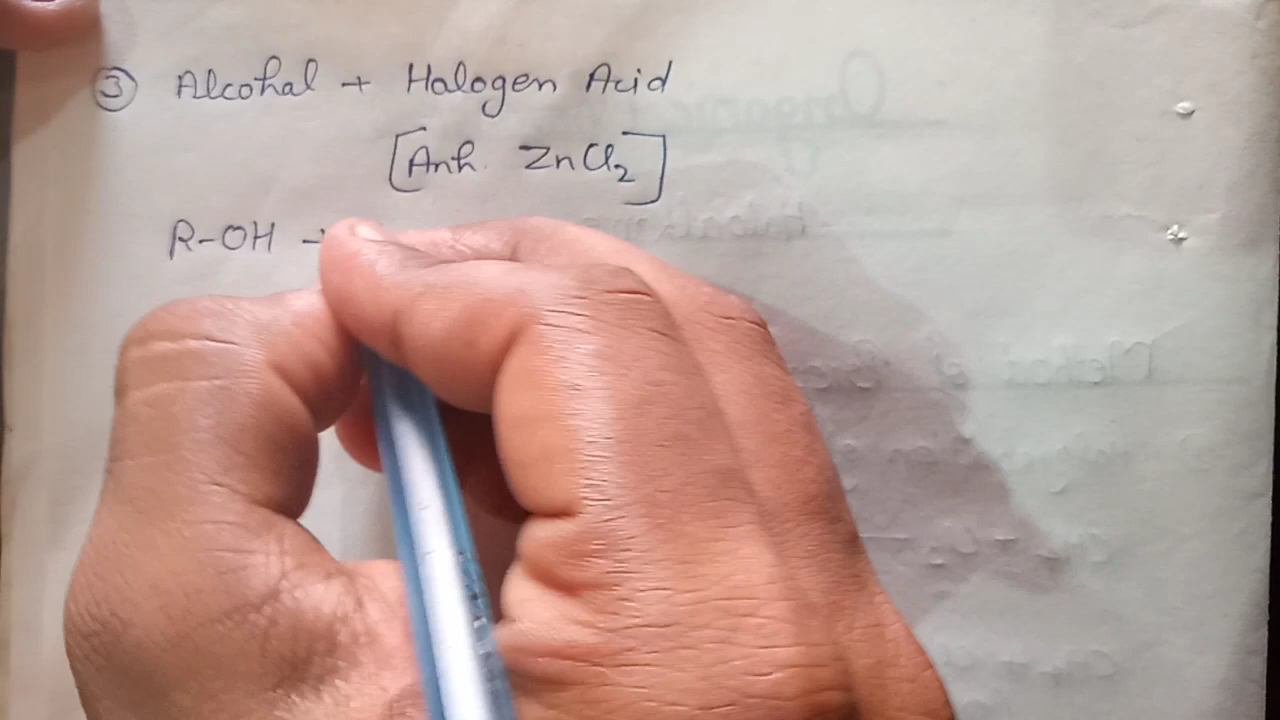 ③ Alcohal + Halogen Acid
[Anh. ZnCl₂]
R-OH +